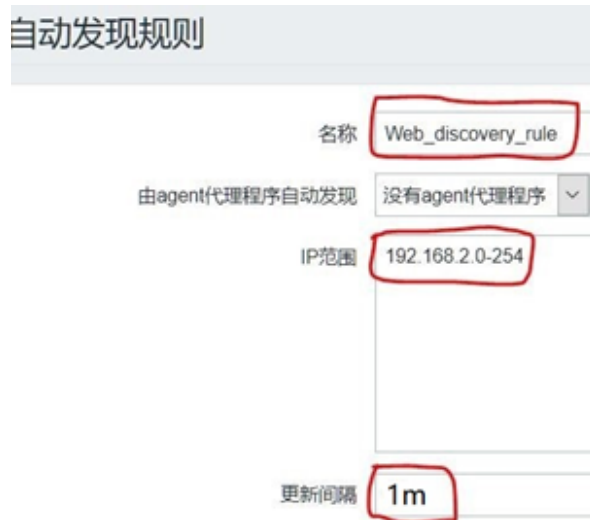 自动发现规则
名称 Web_discovery_rule
由agent代理程序自动发现 没有agent代理程序
IP范围 192.168.2.0-254
更新间隔 1m